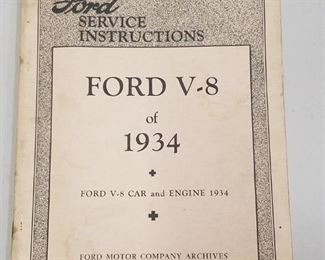 Ford
SERVICE
INSTRUCTIONS
FORD V-8
of
1934
FORD V-8 CAR and ENGINE 1934
FORD MOTOR COMPANY ARCHIVES